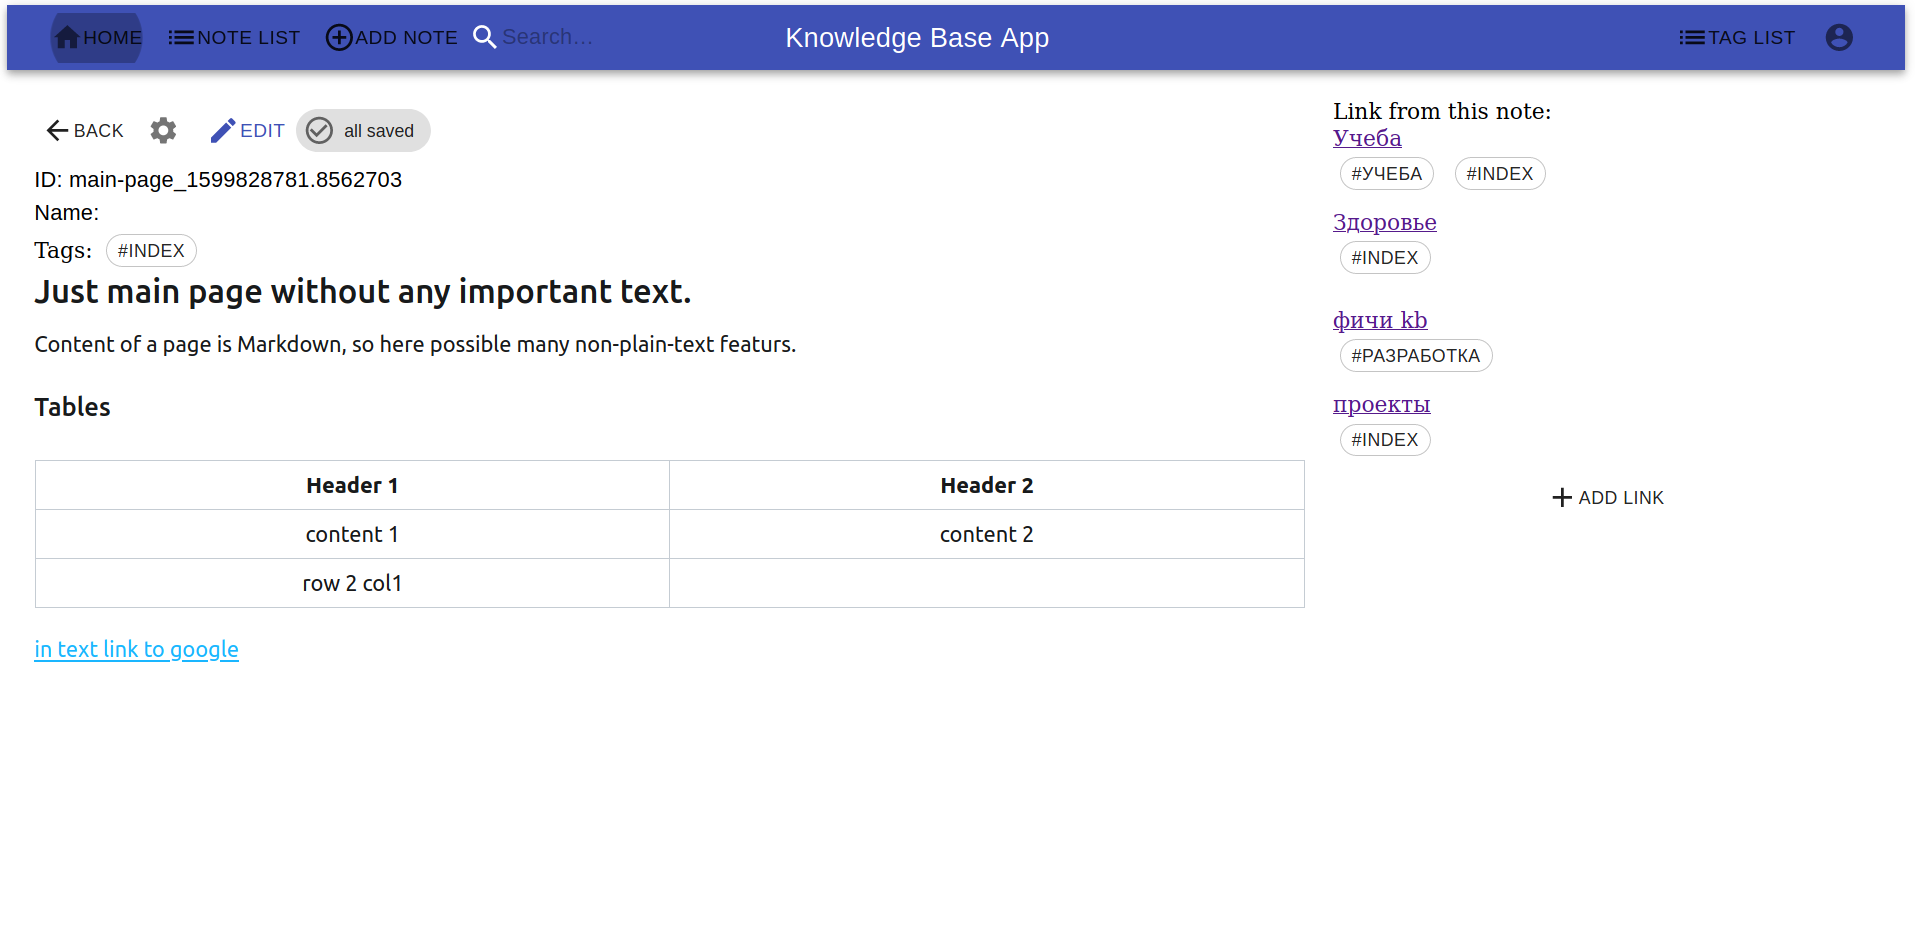 HOME NOTE LIST ADD NOTE Search... Knowledge Base App TAG LIST
BACK EDIT all saved
ID: main-page_1599828781.8562703
Name:
Tags: #INDEX
Just main page without any important text.
Content of a page is Markdown, so here possible many non-plain-text featurs.
Tables
Header 1 Header 2
content 1 content 2
row 2 col1
in text link to google
Link from this note:
Учеба
#УЧЕБА #INDEX
Здоровье
#INDEX
фичи kb
#РАЗРАБОТКА
проекты
#INDEX
ADD LINK